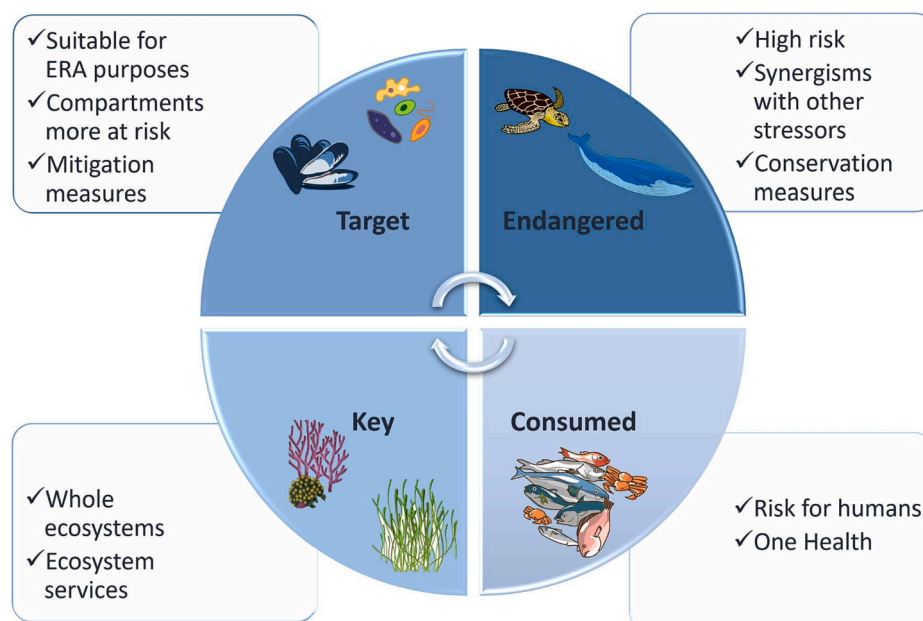 ✓Suitable for
ERA purposes
✓Compartments
more at risk
✓Mitigation
measures
✓High risk
✓Synergisms
with other
stressors
✓Conservation
measures
Target
Endangered
Key
Consumed
✓Whole
ecosystems
✓Ecosystem
services
✓Risk for humans
✓One Health